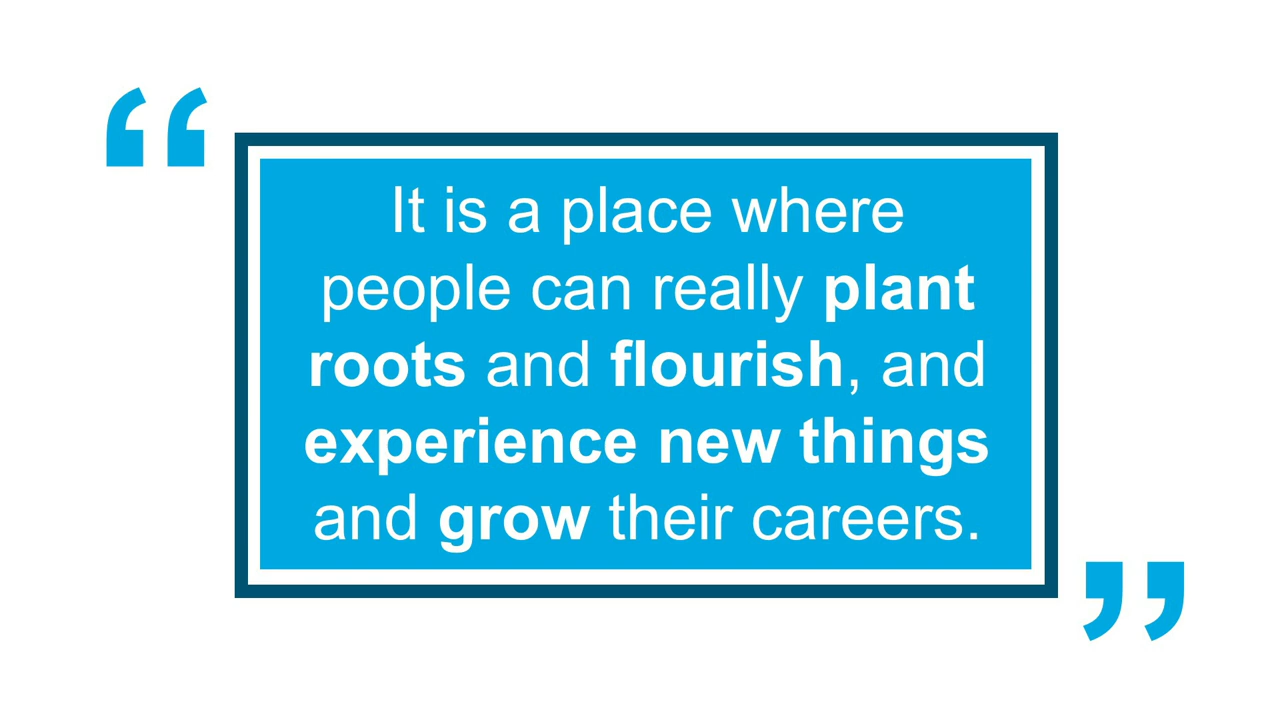 “
It is a place where
people can really plant
roots and flourish, and
experience new things
and grow their careers.
”